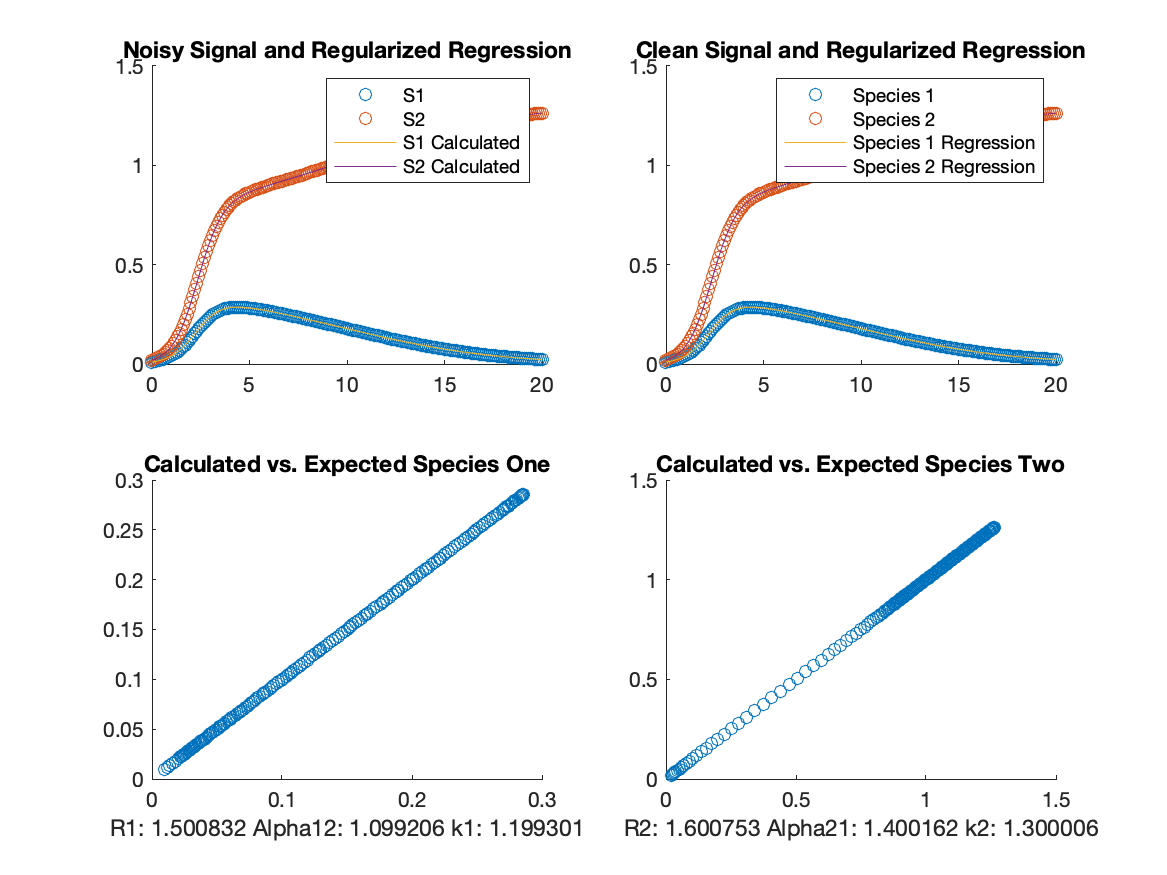 Noisy Signal and Regularized Regression
1.5
1
0.5
0
0 5 10 15 20
S1
S2
S1 Calculated
S2 Calculated
Clean Signal and Regularized Regression
1.5
1
0.5
0
0 5 10 15 20
Species 1
Species 2
Species 1 Regression
Species 2 Regression
Calculated vs. Expected Species One
0.3
0.25
0.2
0.15
0.1
0.05
0
0 0.1 0.2 0.3
R1: 1.500832 Alpha12: 1.099206 k1: 1.199301
Calculated vs. Expected Species Two
1.5
1
0.5
0
0 0.5 1 1.5
R2: 1.600753 Alpha21: 1.400162 k2: 1.300006